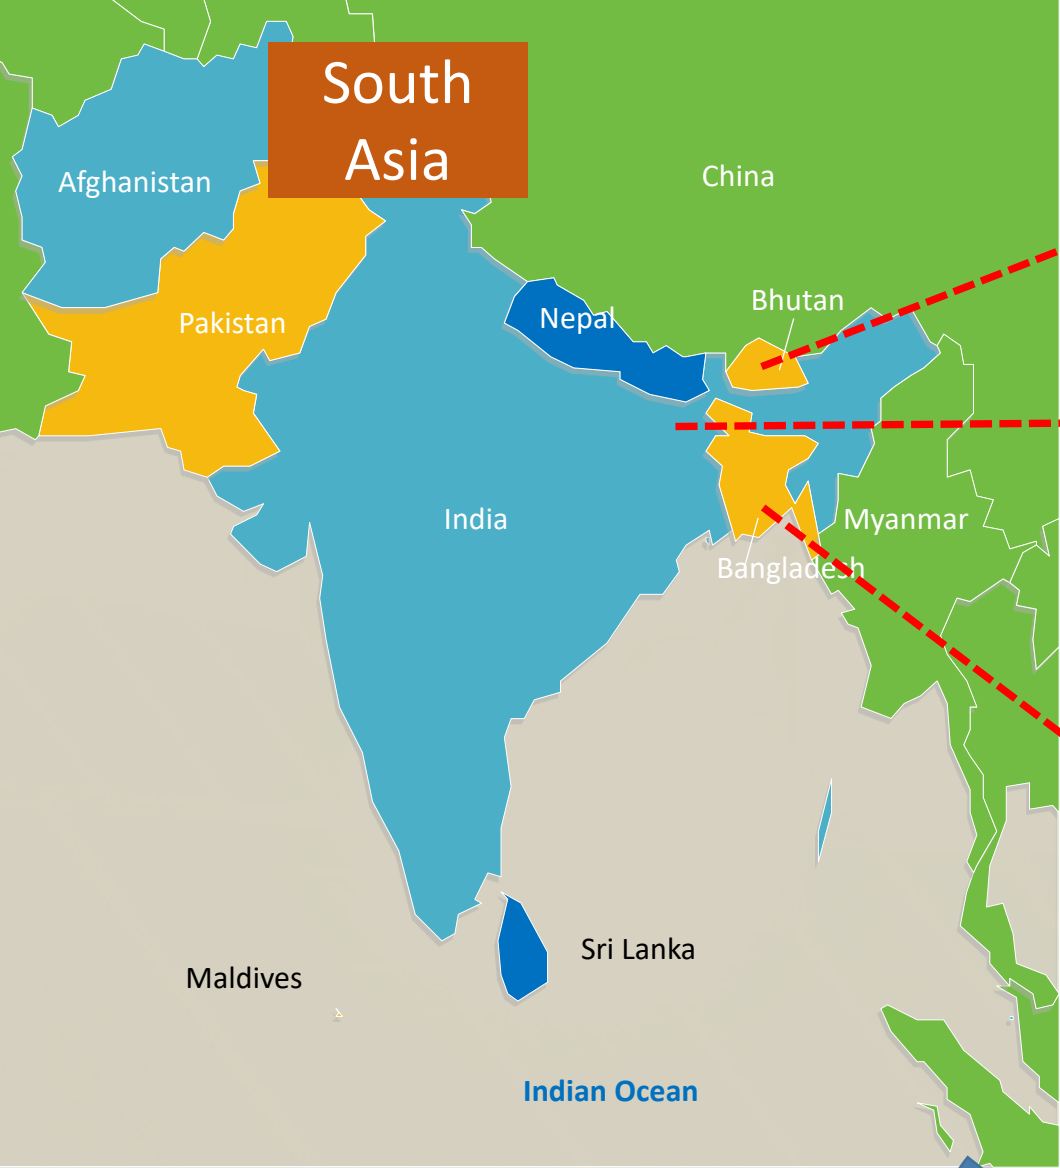 South
Asia
Afghanistan
China
Bhutan
Nepal
Pakistan
India
Myanmar
Bangladesh
Sri Lanka
Maldives
Indian Ocean